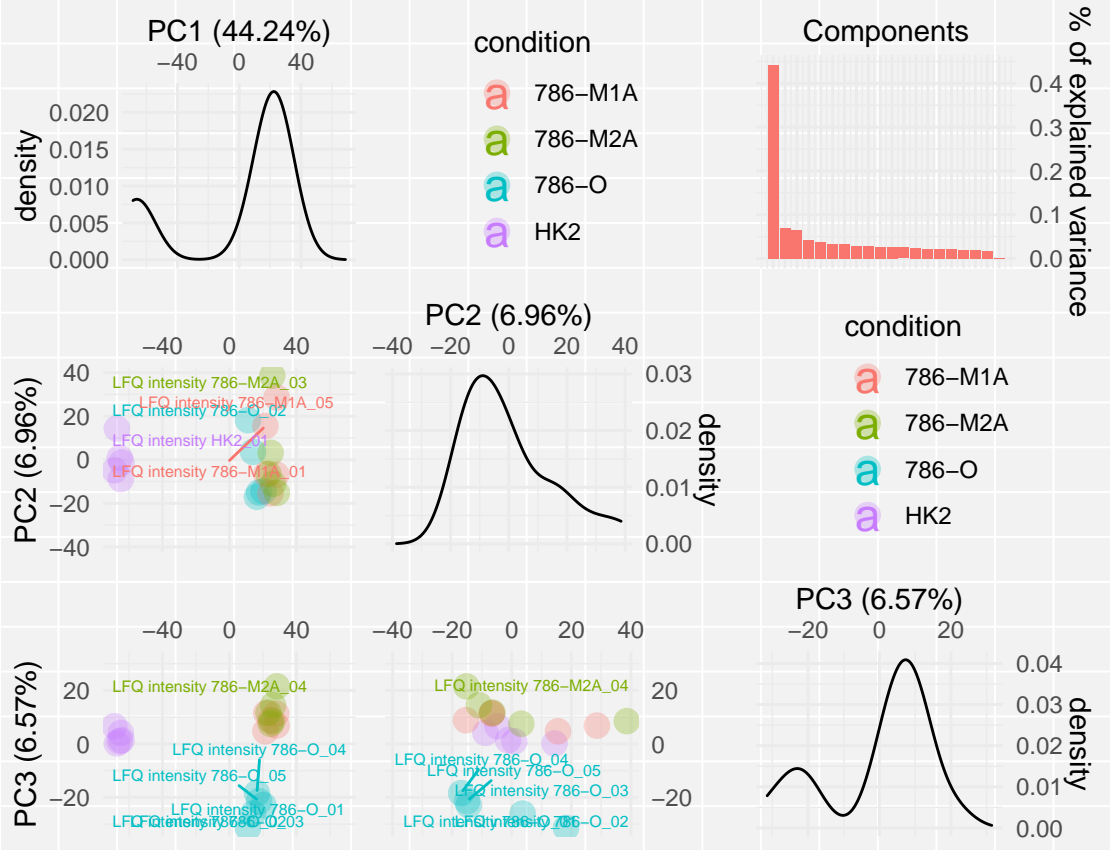 PC1 (44.24%)
−40 0 40
density
0.020
0.015
0.010
0.005
0.000
condition
a 786−M1A
a 786−M2A
a 786−O
a HK2
Components
% of explained variance
0.4
0.3
0.2
0.1
0.0
PC2 (6.96%)
−40 0 40
PC2 (6.96%)
40
20
0
−20
−40
LFQ intensity 786−M2A_03
LFQ intensity 786−M1A_05
LFQ intensity 786−O_02
LFQ intensity HK2_01
LFQ intensity 786−M1A_01
−40 −20 0 20 40
0.03
0.02
0.01
0.00
density
condition
a 786−M1A
a 786−M2A
a 786−O
a HK2
PC3 (6.57%)
−40 0 40
PC3 (6.57%)
20
0
−20
LFQ intensity 786−M2A_04
LFQ intensity 786−O_04
LFQ intensity 786−O_05
LFQ intensity 786−O_01
−40 −20 0 20 40
LFQ intensity 786−M2A_04
LFQ intensity 786−O_04
LFQ intensity 786−O_05
LFQ intensity 786−O_03
LFQ intensity 786−O_02
20
0
−20
−20 0 20
0.04
0.03
0.02
0.01
0.00
density